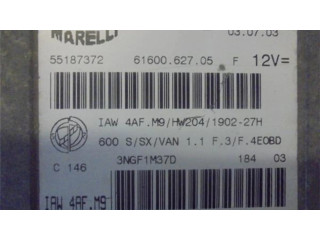 MARELLI 03.07.03
55187372 61600.627.05 F 12V=
IAW 4AF.M9/HW204/1902-27H
600 S/SX/VAN 1.1 F.3/F.4EOBD
C 146 3NGF1M37D 184 03
IAW 4AF.M9